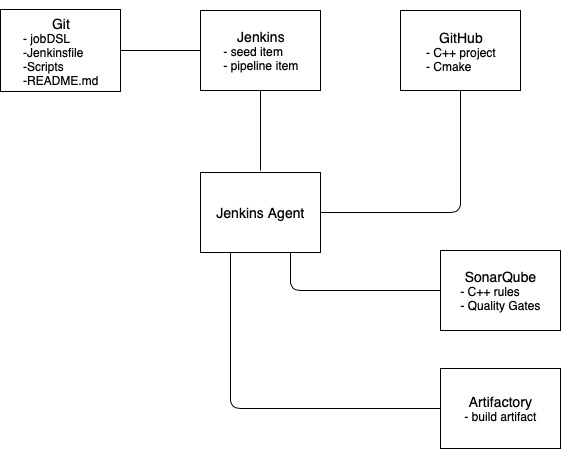 Git
- jobDSL
-Jenkinsfile
-Scripts
-README.md
Jenkins
- seed item
- pipeline item
GitHub
- C++ project
- Cmake
Jenkins Agent
SonarQube
- C++ rules
- Quality Gates
Artifactory
- build artifact